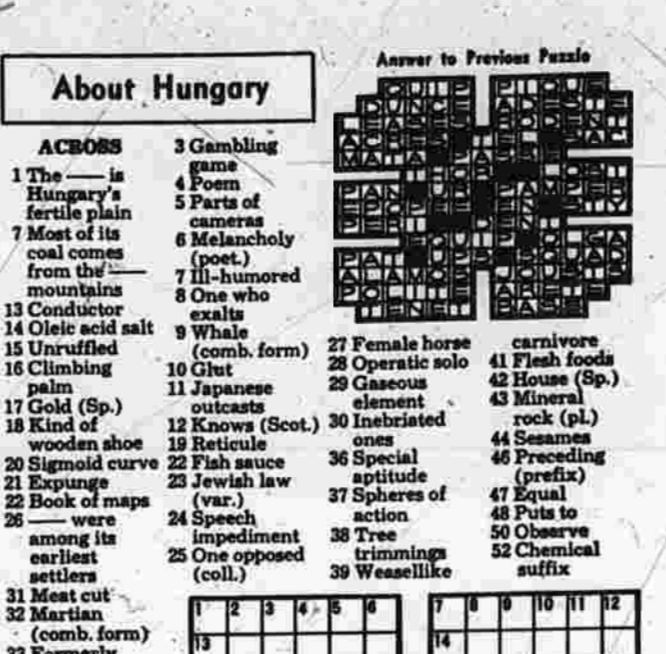 About Hungary
ACROSS
1 The —— is
Hungary's
fertile plain
7 Most of its
coal comes
from the ——
mountains
13 Conductor
14 Oleic acid salt
15 Unruffled
16 Climbing
palm
17 Gold (Sp.)
18 Kind of
wooden shoe
20 Sigmoid curve
21 Expunge
22 Book of maps
26 —— were
among its
earliest
settlers
31 Meat cut
32 Martian
(comb. form)
33 Formerly
3 Gambling
game
4 Poem
5 Parts of
cameras
6 Melancholy
(poet.)
7 Ill-humored
8 One who
exalts
9 Whale
(comb. form)
10 Glut
11 Japanese
outcasts
12 Knows (Scot.)
19 Reticule
22 Fish sauce
23 Jewish law
(var.)
24 Speech
impediment
25 One opposed
(coll.)
Answer to Previous Puzzle
27 Female horse
28 Operatic solo
29 Gaseous
element
30 Inebriated
ones
36 Special
aptitude
37 Spheres of
action
38 Tree
trimmings
39 Weasellike
carnivore
41 Flesh foods
42 House (Sp.)
43 Mineral
rock (pl.)
44 Sesames
46 Preceding
(prefix)
47 Equal
48 Puts to
50 Observe
52 Chemical
suffix
1 2 3 4 5 6 7 8 9 10 11 12
13 14